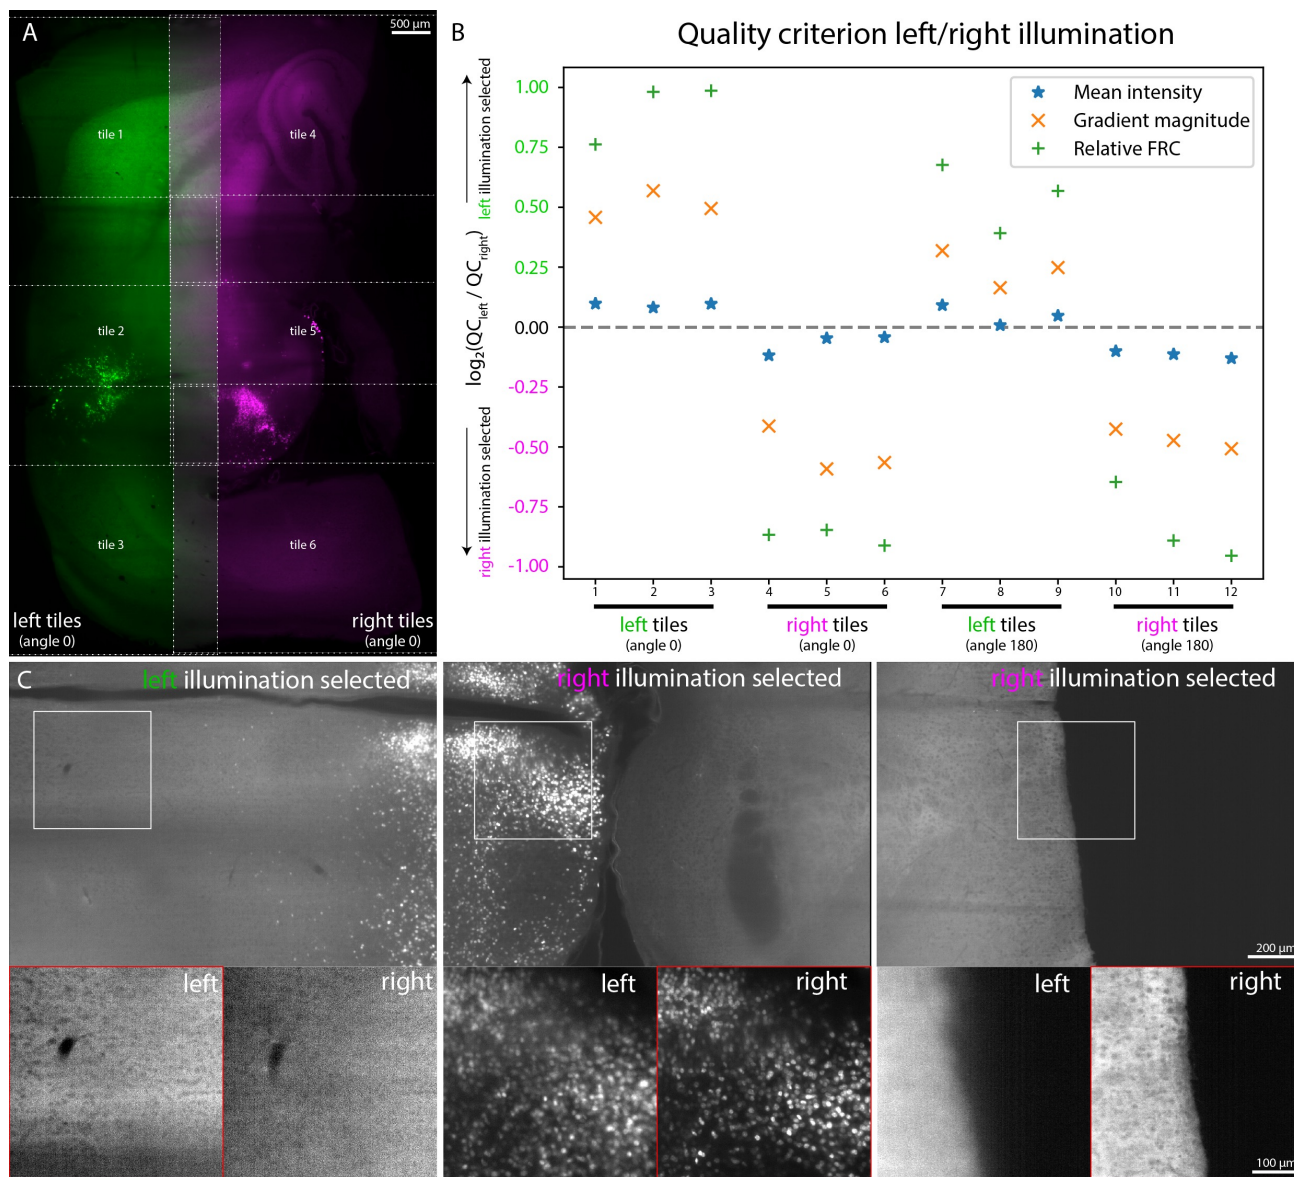 A
500 µm
tile 1
tile 4
tile 2
tile 5
tile 3
tile 6
left tiles
(angle 0)
right tiles
(angle 0)
B
Quality criterion left/right illumination
left illumination selected
log2(QCleft / QCright)
right illumination selected
1.00
0.75
0.50
0.25
0.00
-0.25
-0.50
-0.75
-1.00
Mean intensity
Gradient magnitude
Relative FRC
1 2 3 4 5 6 7 8 9 10 11 12
left tiles
(angle 0)
right tiles
(angle 0)
left tiles
(angle 180)
right tiles
(angle 180)
C
left illumination selected
right illumination selected
right illumination selected
200 µm
left
right
left
right
left
right
100 µm